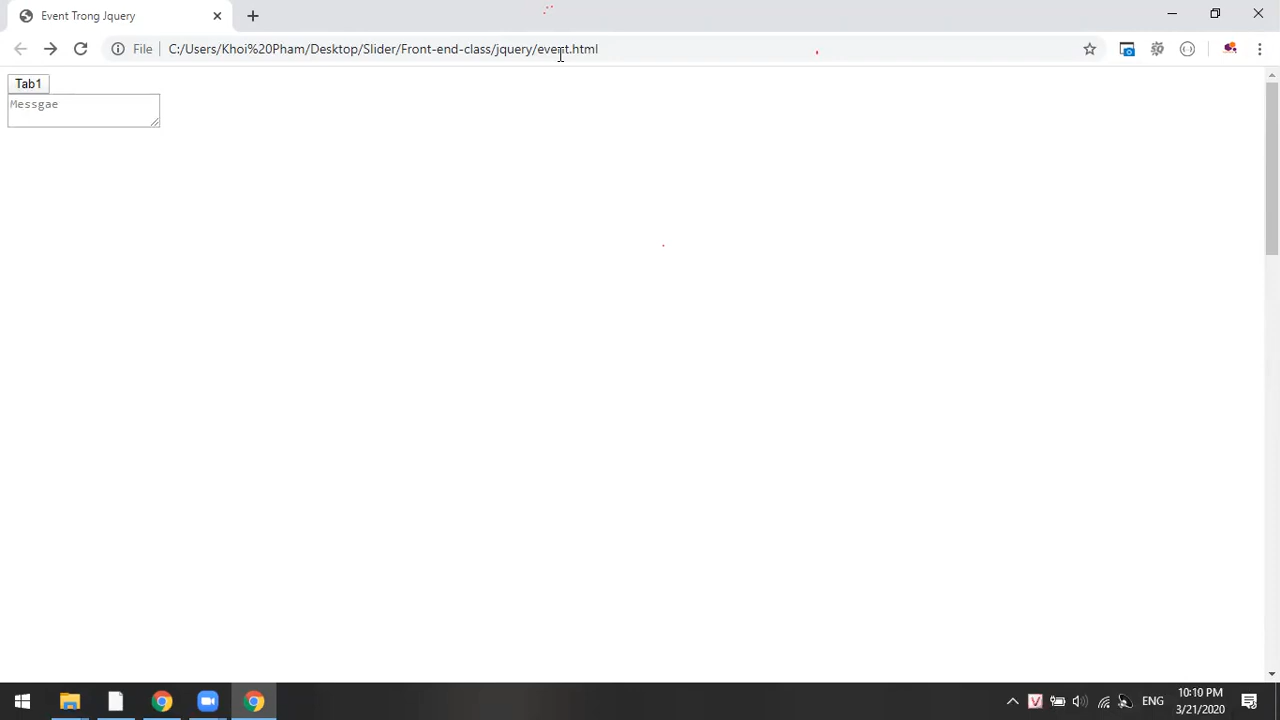 Event Trong Jquery
File
C:/Users/Khoi%20Pham/Desktop/Slider/Front-end-class/jquery/event.html
Tab1
Messgae
V
ENG
10:10 PM
3/21/2020